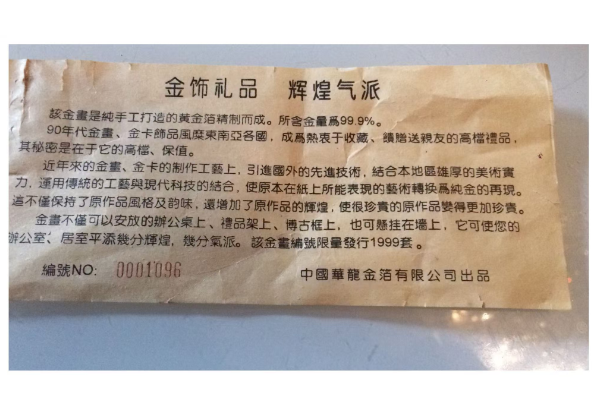 金饰礼品 辉煌气派
該金畫是純手工打造的黃金箔精制而成。所含金量爲99.9%。
90年代金畫、金卡飾品風糜東南亞各國，成爲熱衷于收藏、饋贈送親友的高檔禮品，
其秘密是在于它的高檔、保值。
近年來的金畫、金卡的制作工藝上，引進國外的先進技術，結合本地區雄厚的美術實
力，運用傳統的工藝與現代科技的結合，使原本在紙上所能表現的藝術轉換爲純金的再現。
這不僅保持了原作品風格及韵味，還增加了原作品的輝煌，使很珍貴的原作品變得更加珍貴。
金畫不僅可以安放的辦公桌上、禮品架上、博古框上，也可懸挂在墙上，它可使您的
辦公室、居室平添幾分輝煌，幾分氣派。該金畫編號限量發行1999套。
編號NO: 0001096
中國華龍金箔有限公司出品